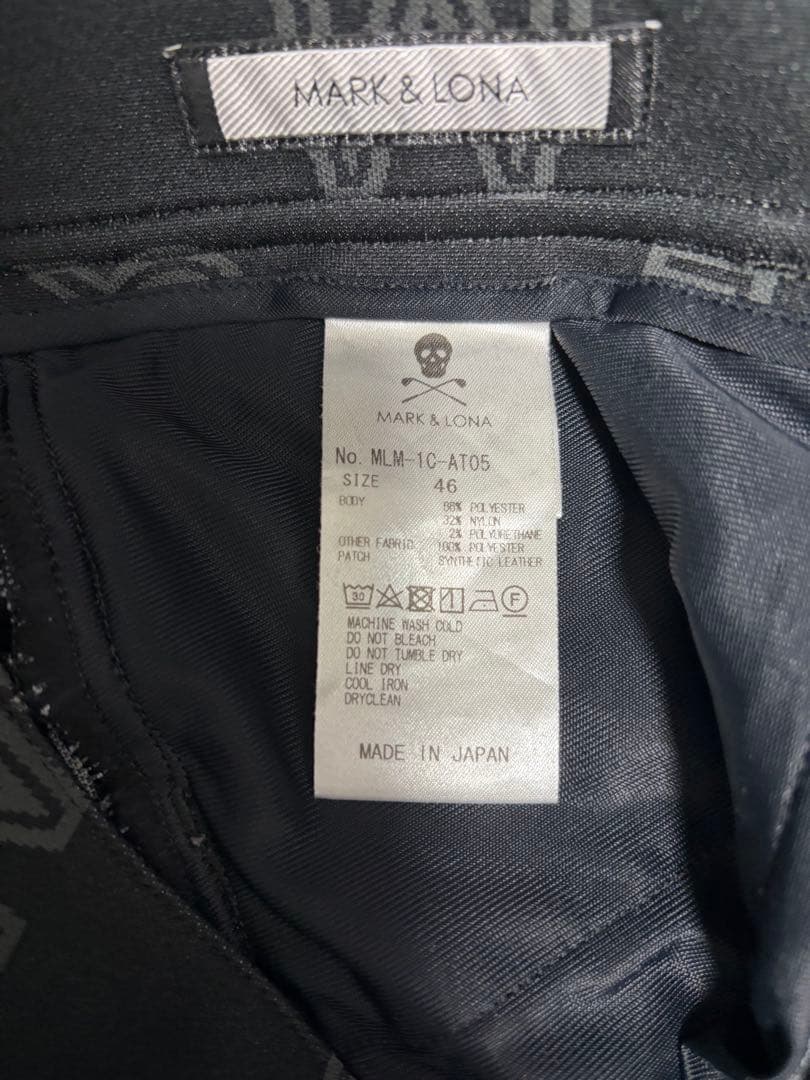 MARK & LONA
MARK & LONA
No. MLM-1C-AT05
SIZE 46
BODY 66% POLYESTER
32% NYLON
2% POLYURETHANE
OTHER FABRIC 100% POLYESTER
PATCH SYNTHETIC LEATHER
30 F
MACHINE WASH COLD
DO NOT BLEACH
DO NOT TUMBLE DRY
LINE DRY
COOL IRON
DRYCLEAN
MADE IN JAPAN